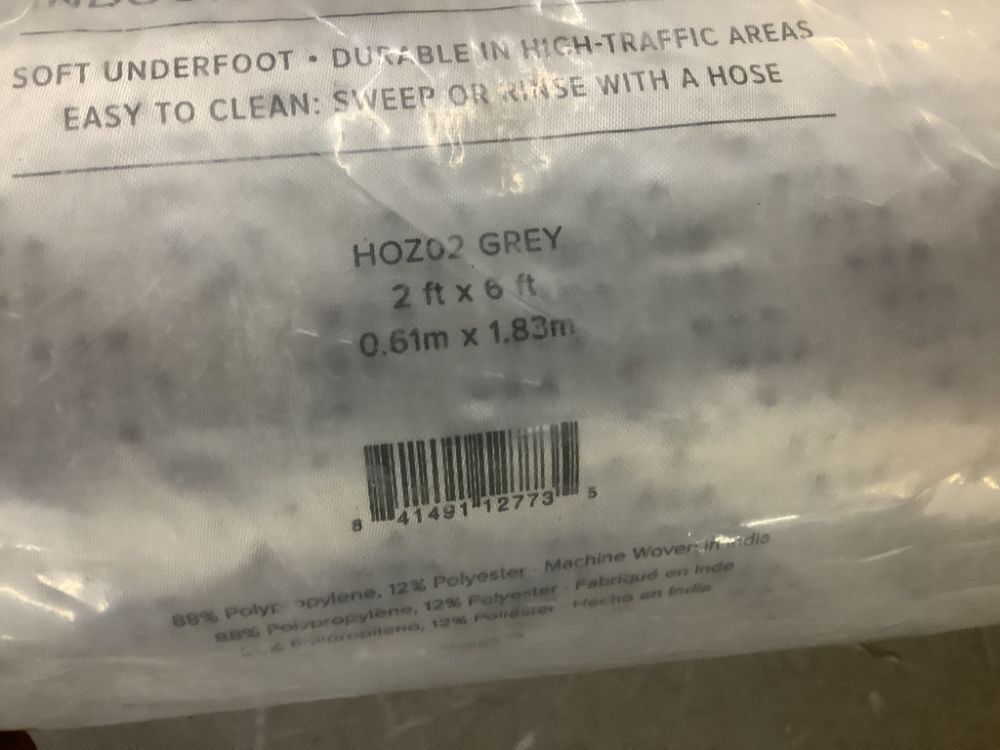 SOFT UNDERFOOT • DURABLE IN HIGH-TRAFFIC AREAS
EASY TO CLEAN: SWEEP OR RINSE WITH A HOSE
HOZ02 GREY
2 ft x 6 ft
0.61m x 1.83m
8 41491 12773 5
88% Polypropylene, 12% Polyester Machine Woven in India
88% Polypropylène, 12% Polyester Fabriqué en Inde
12% Poliéster Hecho en India